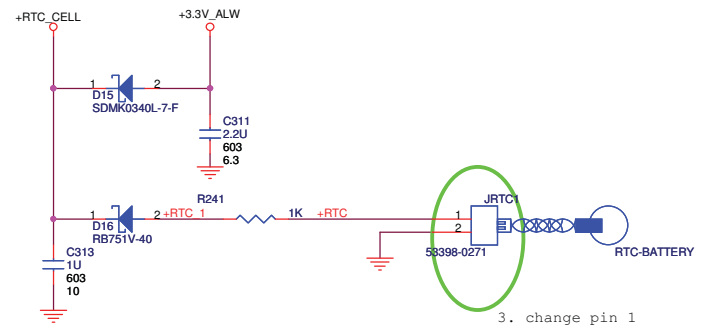 +RTC_CELL
+3.3V_ALW
1
2
D15
SDMK0340L-7-F
C311
2.2U
603
6.3
R241
JRTC1
1
2
+RTC_1
1K
+RTC
1
2
D16
RB751V-40
53398-0271
RTC-BATTERY
C313
1U
603
10
3. change pin 1